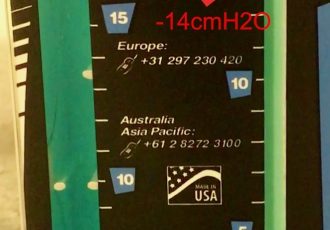 -14cmH2O
15
Europe:
+31 297 230 420
10
Australia
Asia Pacific:
+61 2 8272 3100
10
MADE IN
USA
5